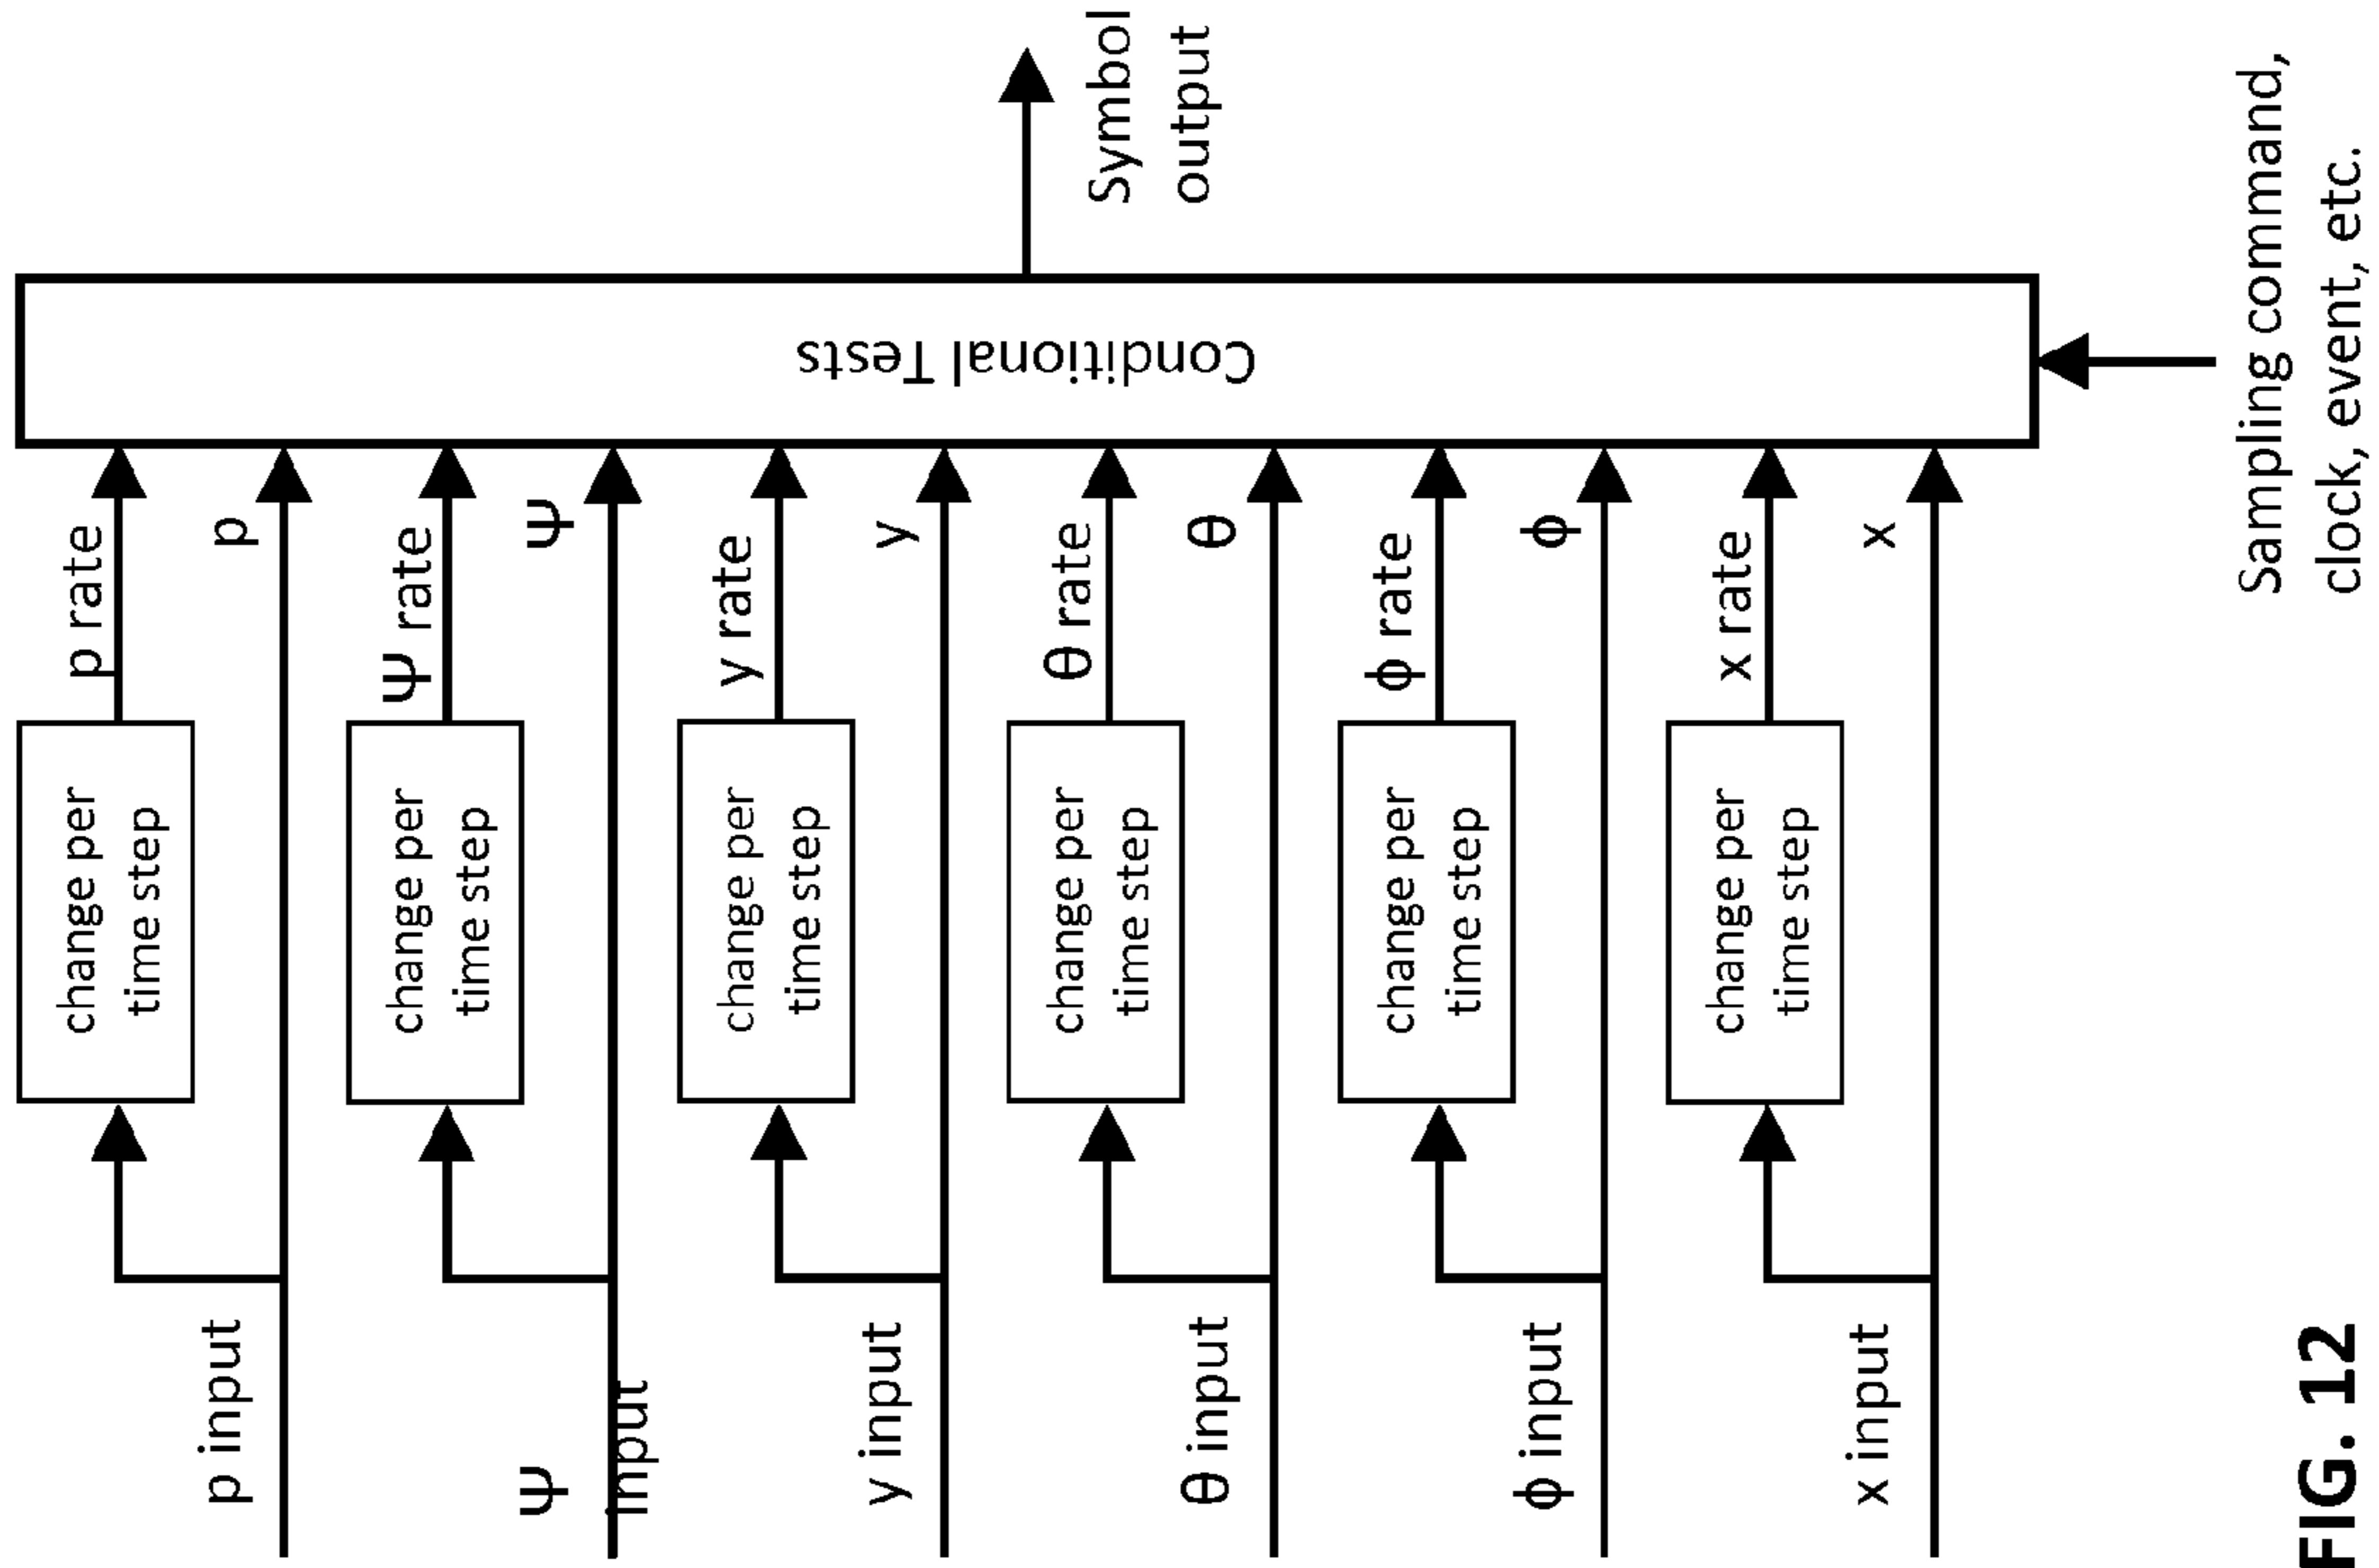 change per
time step
p rate
p input
p
change per
time step
Ψ rate
Ψ
input
Ψ
change per
time step
y rate
y input
y
Conditional Tests
Symbol
output
change per
time step
θ rate
θ input
θ
change per
time step
ϕ rate
ϕ input
ϕ
change per
time step
x rate
x input
x
Sampling command,
clock, event, etc.
FIG. 12